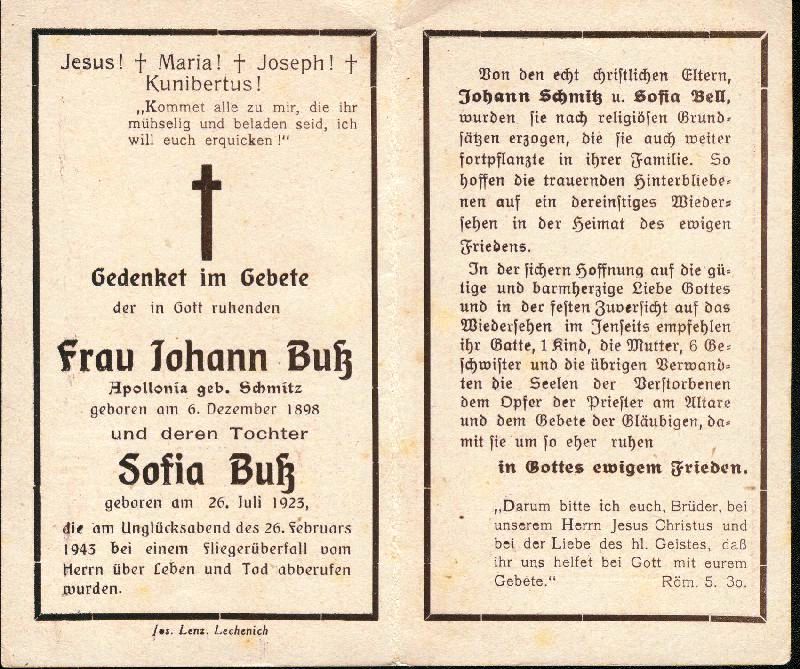 Jesus! † Maria! † Joseph! †
Kunibertus!
„Kommet alle zu mir, die ihr
mühselig und beladen seid, ich
will euch erquicken!“
Gedenket im Gebete
der in Gott ruhenden
Frau Johann Buß
Apollonia geb. Schmitz
geboren am 6. Dezember 1898
und deren Tochter
Sofia Buß
geboren am 26. Juli 1923,
die am Unglücksabend des 26. Februars
1943 bei einem Fliegerüberfall vom
Herrn über Leben und Tod abberufen
wurden.
Jos. Lenz. Lechenich
Von den echt christlichen Eltern,
Johann Schmitz u. Sofia Bell,
wurden sie nach religiösen Grund-
sätzen erzogen, die sie auch weiter
fortpflanzte in ihrer Familie. So
hoffen die trauernden Hinterbliebe-
nen auf ein dereinstiges Wieder-
sehen in der Heimat des ewigen
Friedens.
In der sichern Hoffnung auf die gü-
tige und barmherzige Liebe Gottes
und in der festen Zuversicht auf das
Wiedersehen im Jenseits empfehlen
ihr Gatte, 1 Kind, die Mutter, 6 Ge-
schwister und die übrigen Verwand-
ten die Seelen der Verstorbenen
dem Opfer der Priester am Altare
und dem Gebete der Gläubigen, da-
mit sie um so eher ruhen
in Gottes ewigem Frieden.
„Darum bitte ich euch, Brüder, bei
unserem Herrn Jesus Christus und
bei der Liebe des hl. Geistes, daß
ihr uns helfet bei Gott mit eurem
Gebete.“ Röm. 5. 3o.